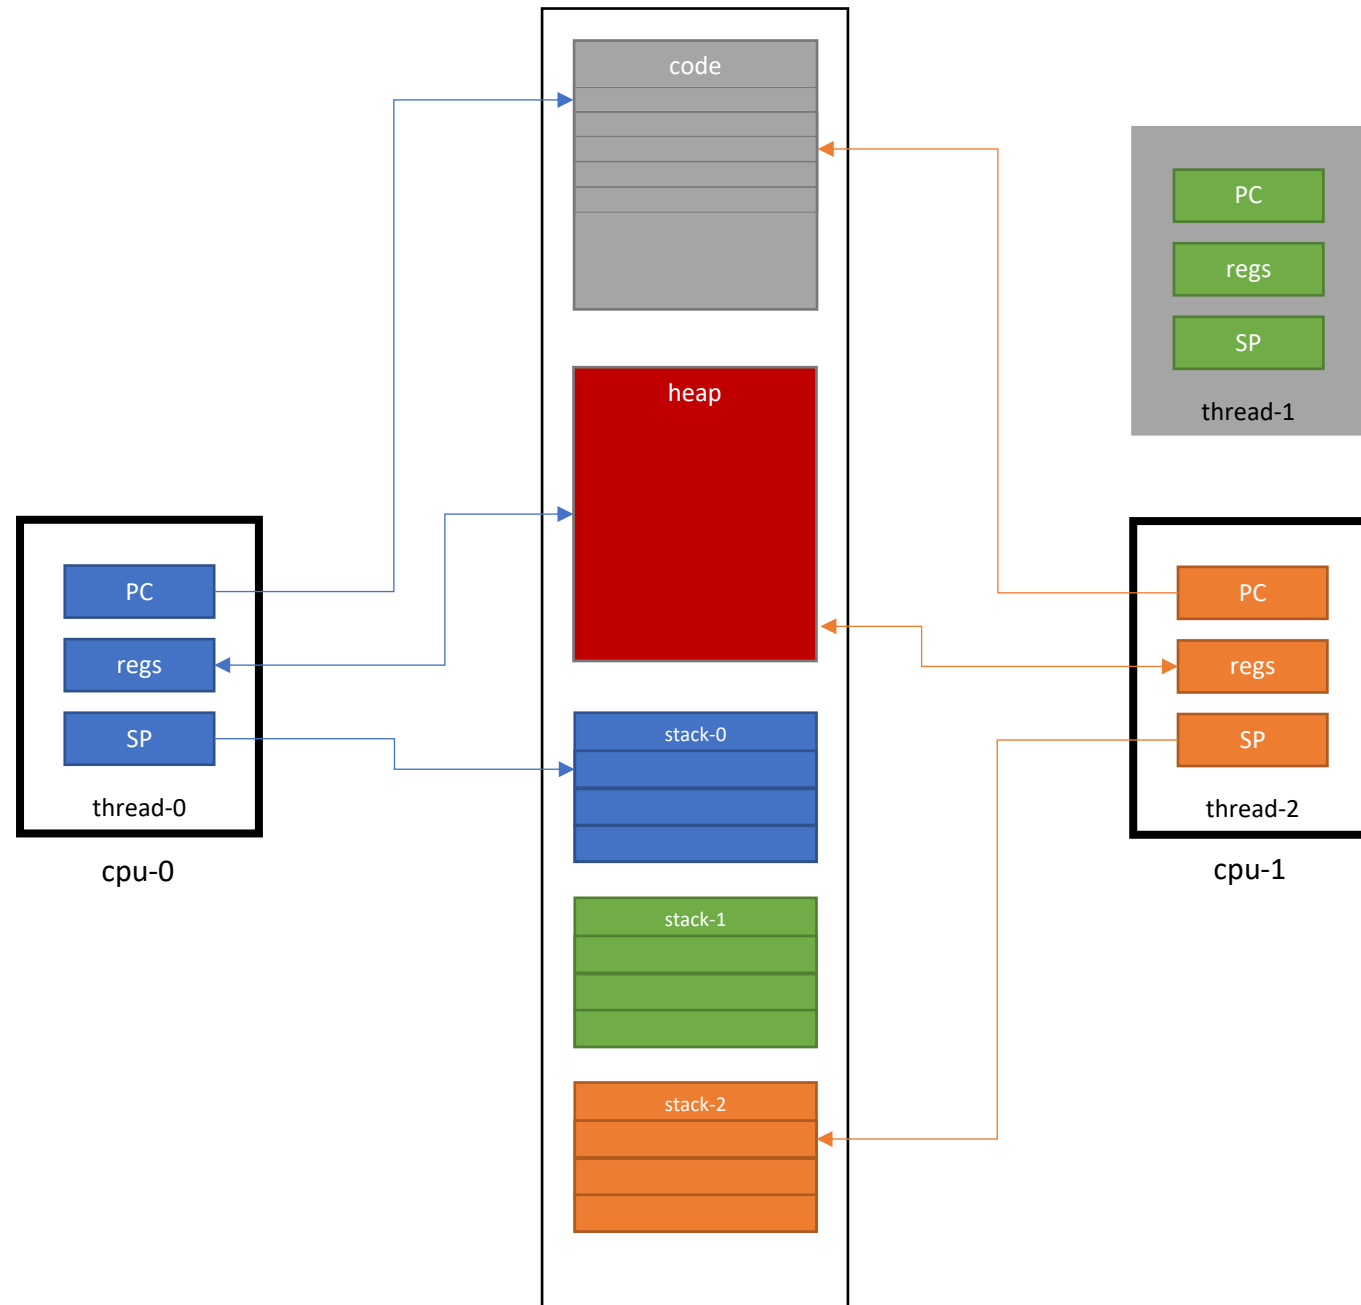 code
heap
stack-0
stack-1
stack-2
PC
regs
SP
thread-0
cpu-0
PC
regs
SP
thread-1
PC
regs
SP
thread-2
cpu-1